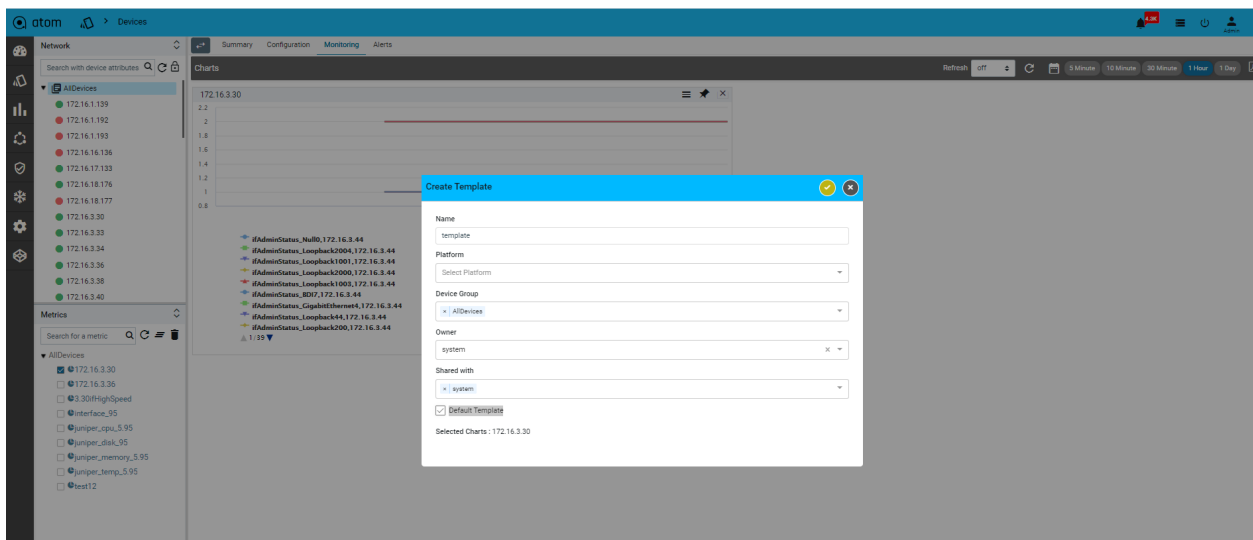 atom > Devices
4.3K
Admin
Network
Search with device attributes
AllDevices
172.16.1.139
172.16.1.192
172.16.1.193
172.16.16.136
172.16.17.133
172.16.18.176
172.16.18.177
172.16.3.30
172.16.3.33
172.16.3.34
172.16.3.36
172.16.3.38
172.16.3.40
Metrics
Search for a metric
AllDevices
172.16.3.30
172.16.3.36
3.30ifHighSpeed
interface_95
juniper_cpu_5.95
juniper_disk_95
juniper_memory_5.95
juniper_temp_5.95
test12
Summary Configuration Monitoring Alerts
Charts
Refresh off 5 Minute 10 Minute 30 Minute 1 Hour 1 Day
172.16.3.30
2.2
2
1.8
1.6
1.4
1.2
1
0.8
ifAdminStatus_Null0,172.16.3.44
ifAdminStatus_Loopback2004,172.16.3.44
ifAdminStatus_Loopback1001,172.16.3.44
ifAdminStatus_Loopback2000,172.16.3.44
ifAdminStatus_Loopback1003,172.16.3.44
ifAdminStatus_BDI7,172.16.3.44
ifAdminStatus_GigabitEthernet4,172.16.3.44
ifAdminStatus_Loopback44,172.16.3.44
ifAdminStatus_Loopback200,172.16.3.44
1/39
Create Template
Name
template
Platform
Select Platform
Device Group
× AllDevices
Owner
system
Shared with
× system
Default Template
Selected Charts : 172.16.3.30